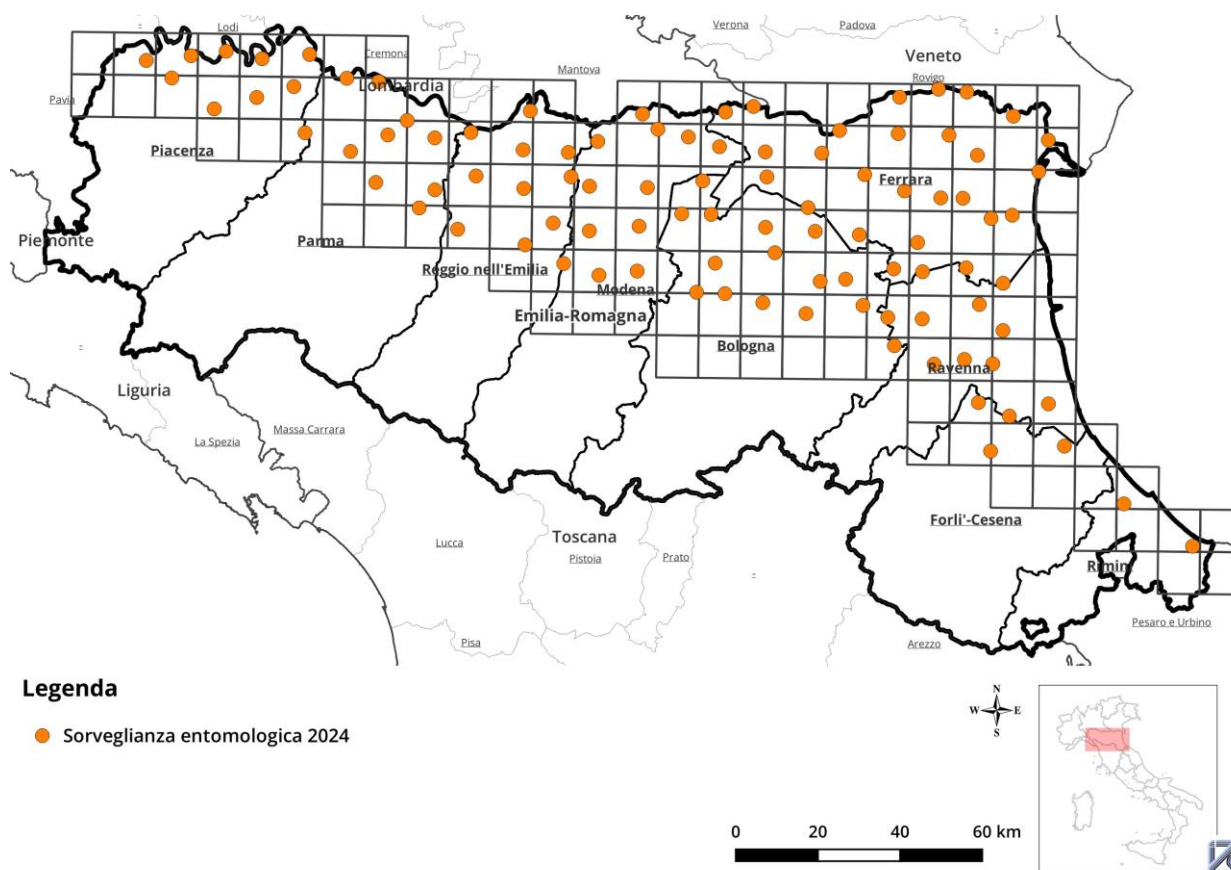 Lodi
Verona
Padova
Cremona
Veneto
Mantova
Rovigo
Lombardia
Pavia
Piacenza
Ferrara
Piemonte
Parma
Reggio nell'Emilia
Modena
Emilia-Romagna
Bologna
Ravenna
Liguria
La Spezia
Massa Carrara
Forli'-Cesena
Toscana
Lucca
Pistoia
Prato
Rimini
Pesaro e Urbino
Pisa
Arezzo
Legenda
Sorveglianza entomologica 2024
N
W E
S
0 20 40 60 km